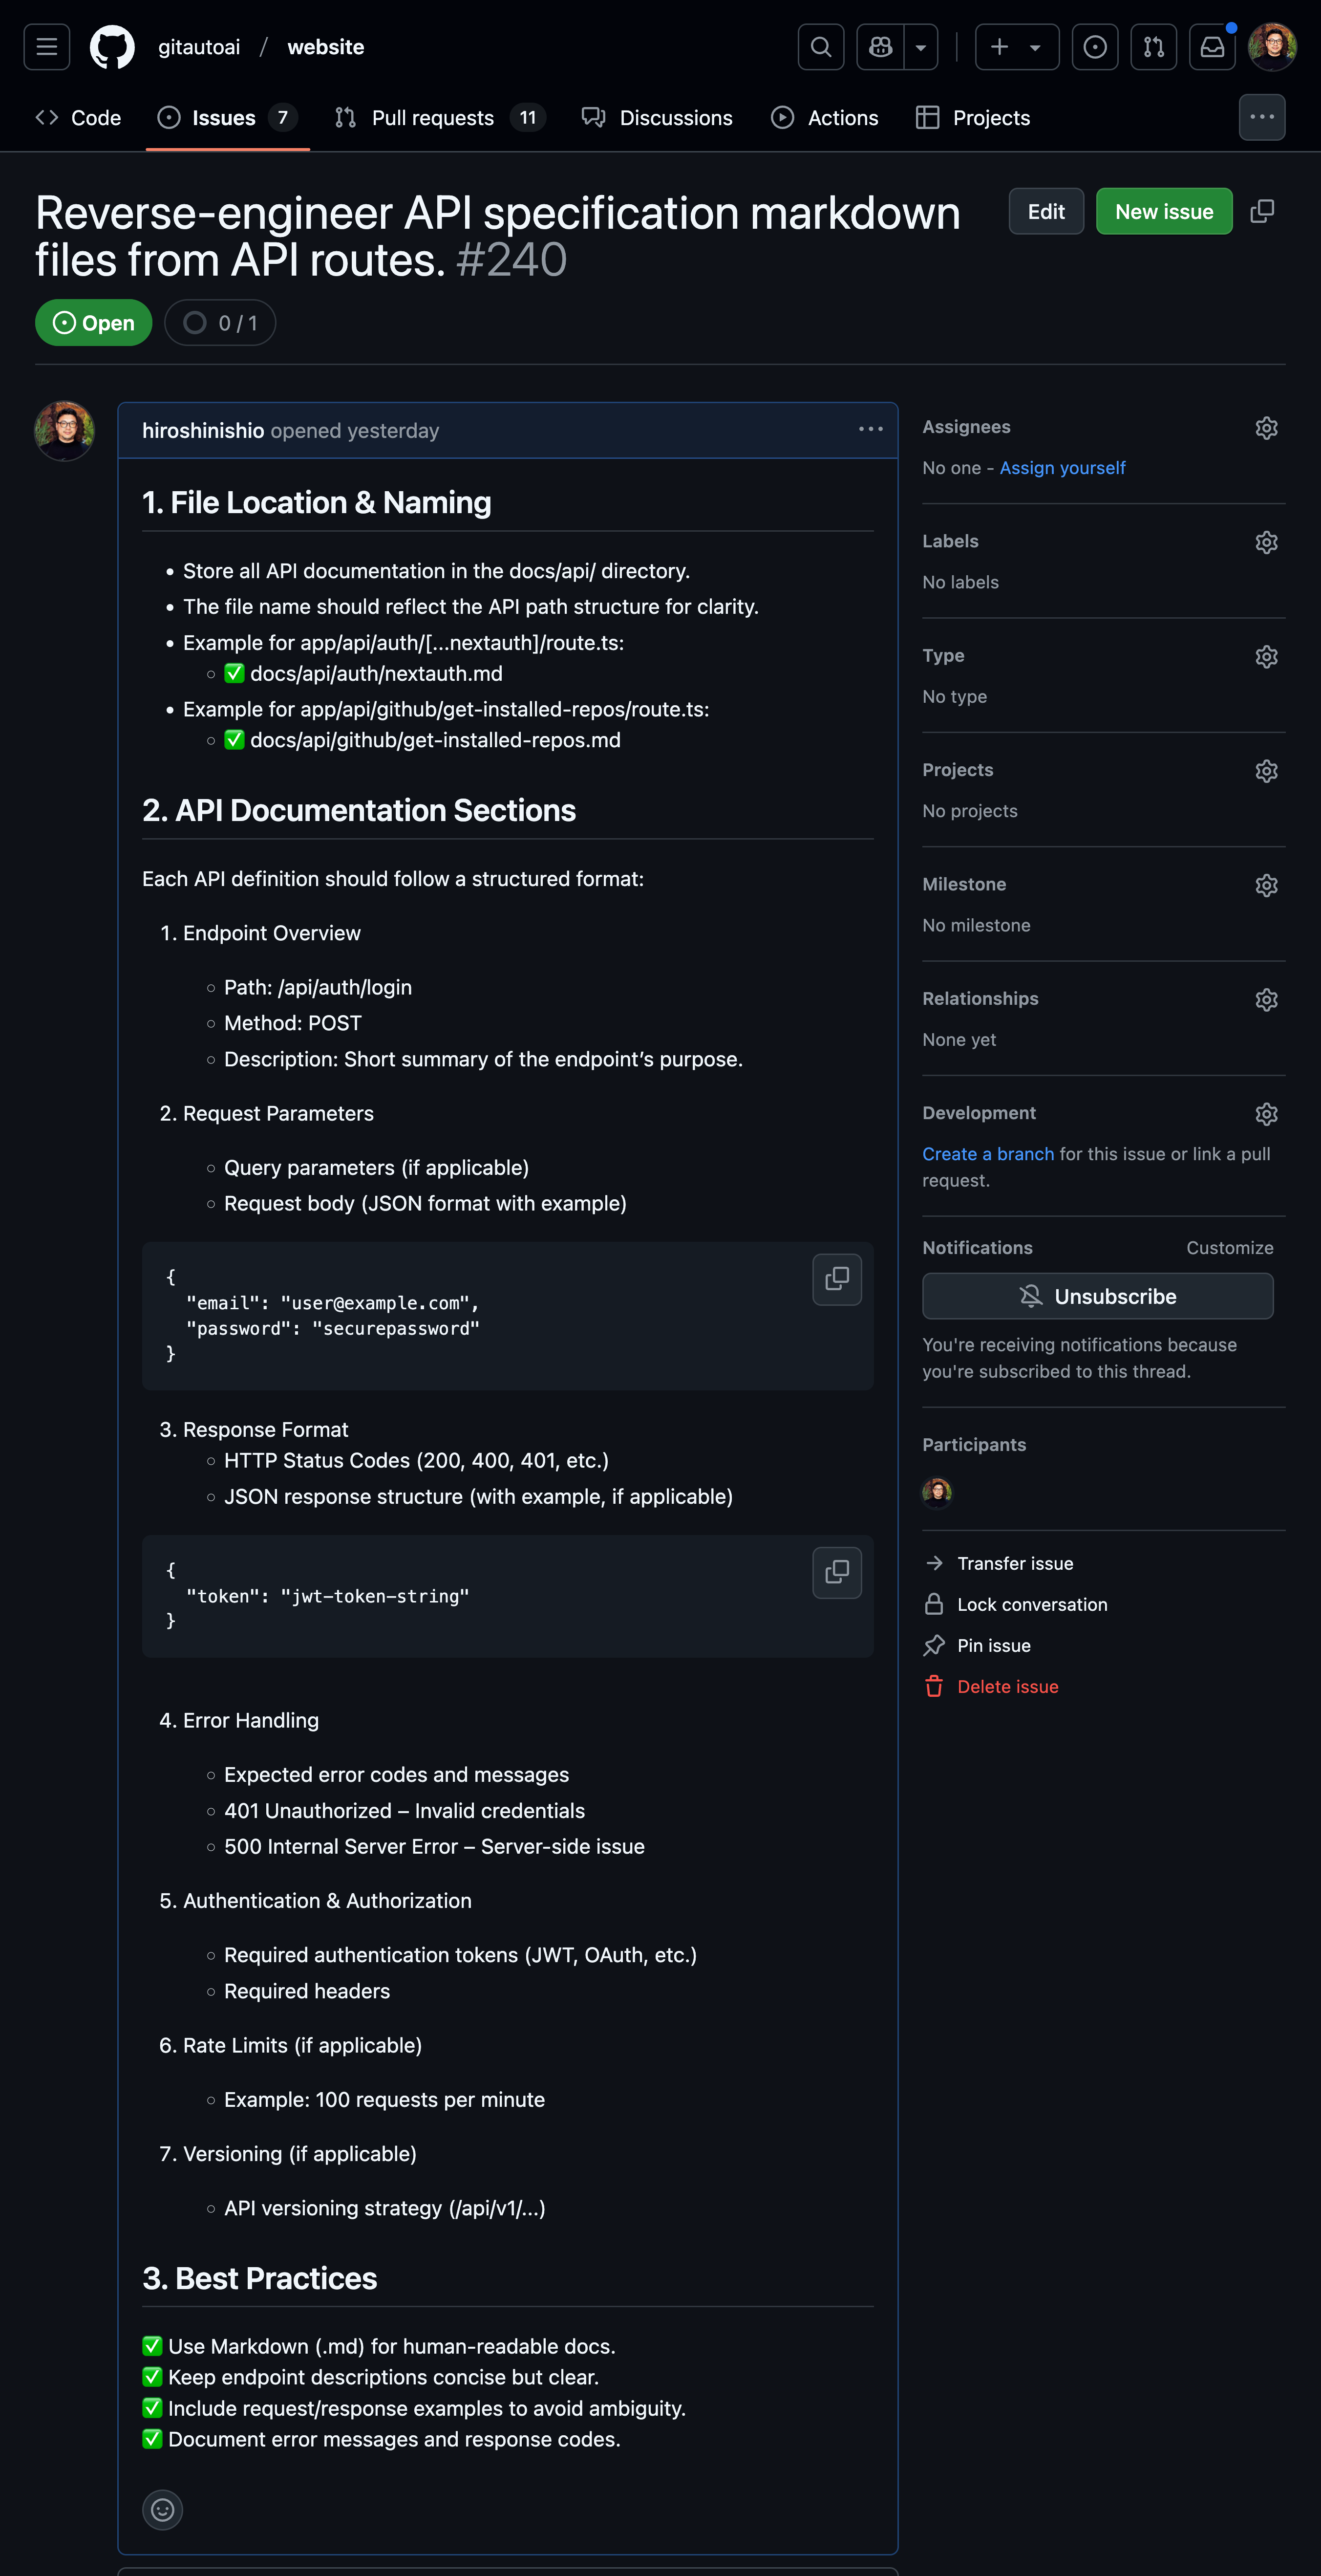 gitautoai / website
Code
Issues 7
Pull requests 11
Discussions
Actions
Projects
Reverse-engineer API specification markdown
files from API routes. #240
Edit
New issue
Open
0 / 1
hiroshinishio opened yesterday
1. File Location & Naming
Store all API documentation in the docs/api/ directory.
The file name should reflect the API path structure for clarity.
Example for app/api/auth/[...nextauth]/route.ts:
✅ docs/api/auth/nextauth.md
Example for app/api/github/get-installed-repos/route.ts:
✅ docs/api/github/get-installed-repos.md
2. API Documentation Sections
Each API definition should follow a structured format:
1. Endpoint Overview
Path: /api/auth/login
Method: POST
Description: Short summary of the endpoint’s purpose.
2. Request Parameters
Query parameters (if applicable)
Request body (JSON format with example)
{
"email": "user@example.com",
"password": "securepassword"
}
3. Response Format
HTTP Status Codes (200, 400, 401, etc.)
JSON response structure (with example, if applicable)
{
"token": "jwt-token-string"
}
4. Error Handling
Expected error codes and messages
401 Unauthorized – Invalid credentials
500 Internal Server Error – Server-side issue
5. Authentication & Authorization
Required authentication tokens (JWT, OAuth, etc.)
Required headers
6. Rate Limits (if applicable)
Example: 100 requests per minute
7. Versioning (if applicable)
API versioning strategy (/api/v1/...)
3. Best Practices
✅ Use Markdown (.md) for human-readable docs.
✅ Keep endpoint descriptions concise but clear.
✅ Include request/response examples to avoid ambiguity.
✅ Document error messages and response codes.
Assignees
No one - Assign yourself
Labels
No labels
Type
No type
Projects
No projects
Milestone
No milestone
Relationships
None yet
Development
Create a branch for this issue or link a pull
request.
Notifications
Customize
Unsubscribe
You're receiving notifications because
you're subscribed to this thread.
Participants
Transfer issue
Lock conversation
Pin issue
Delete issue